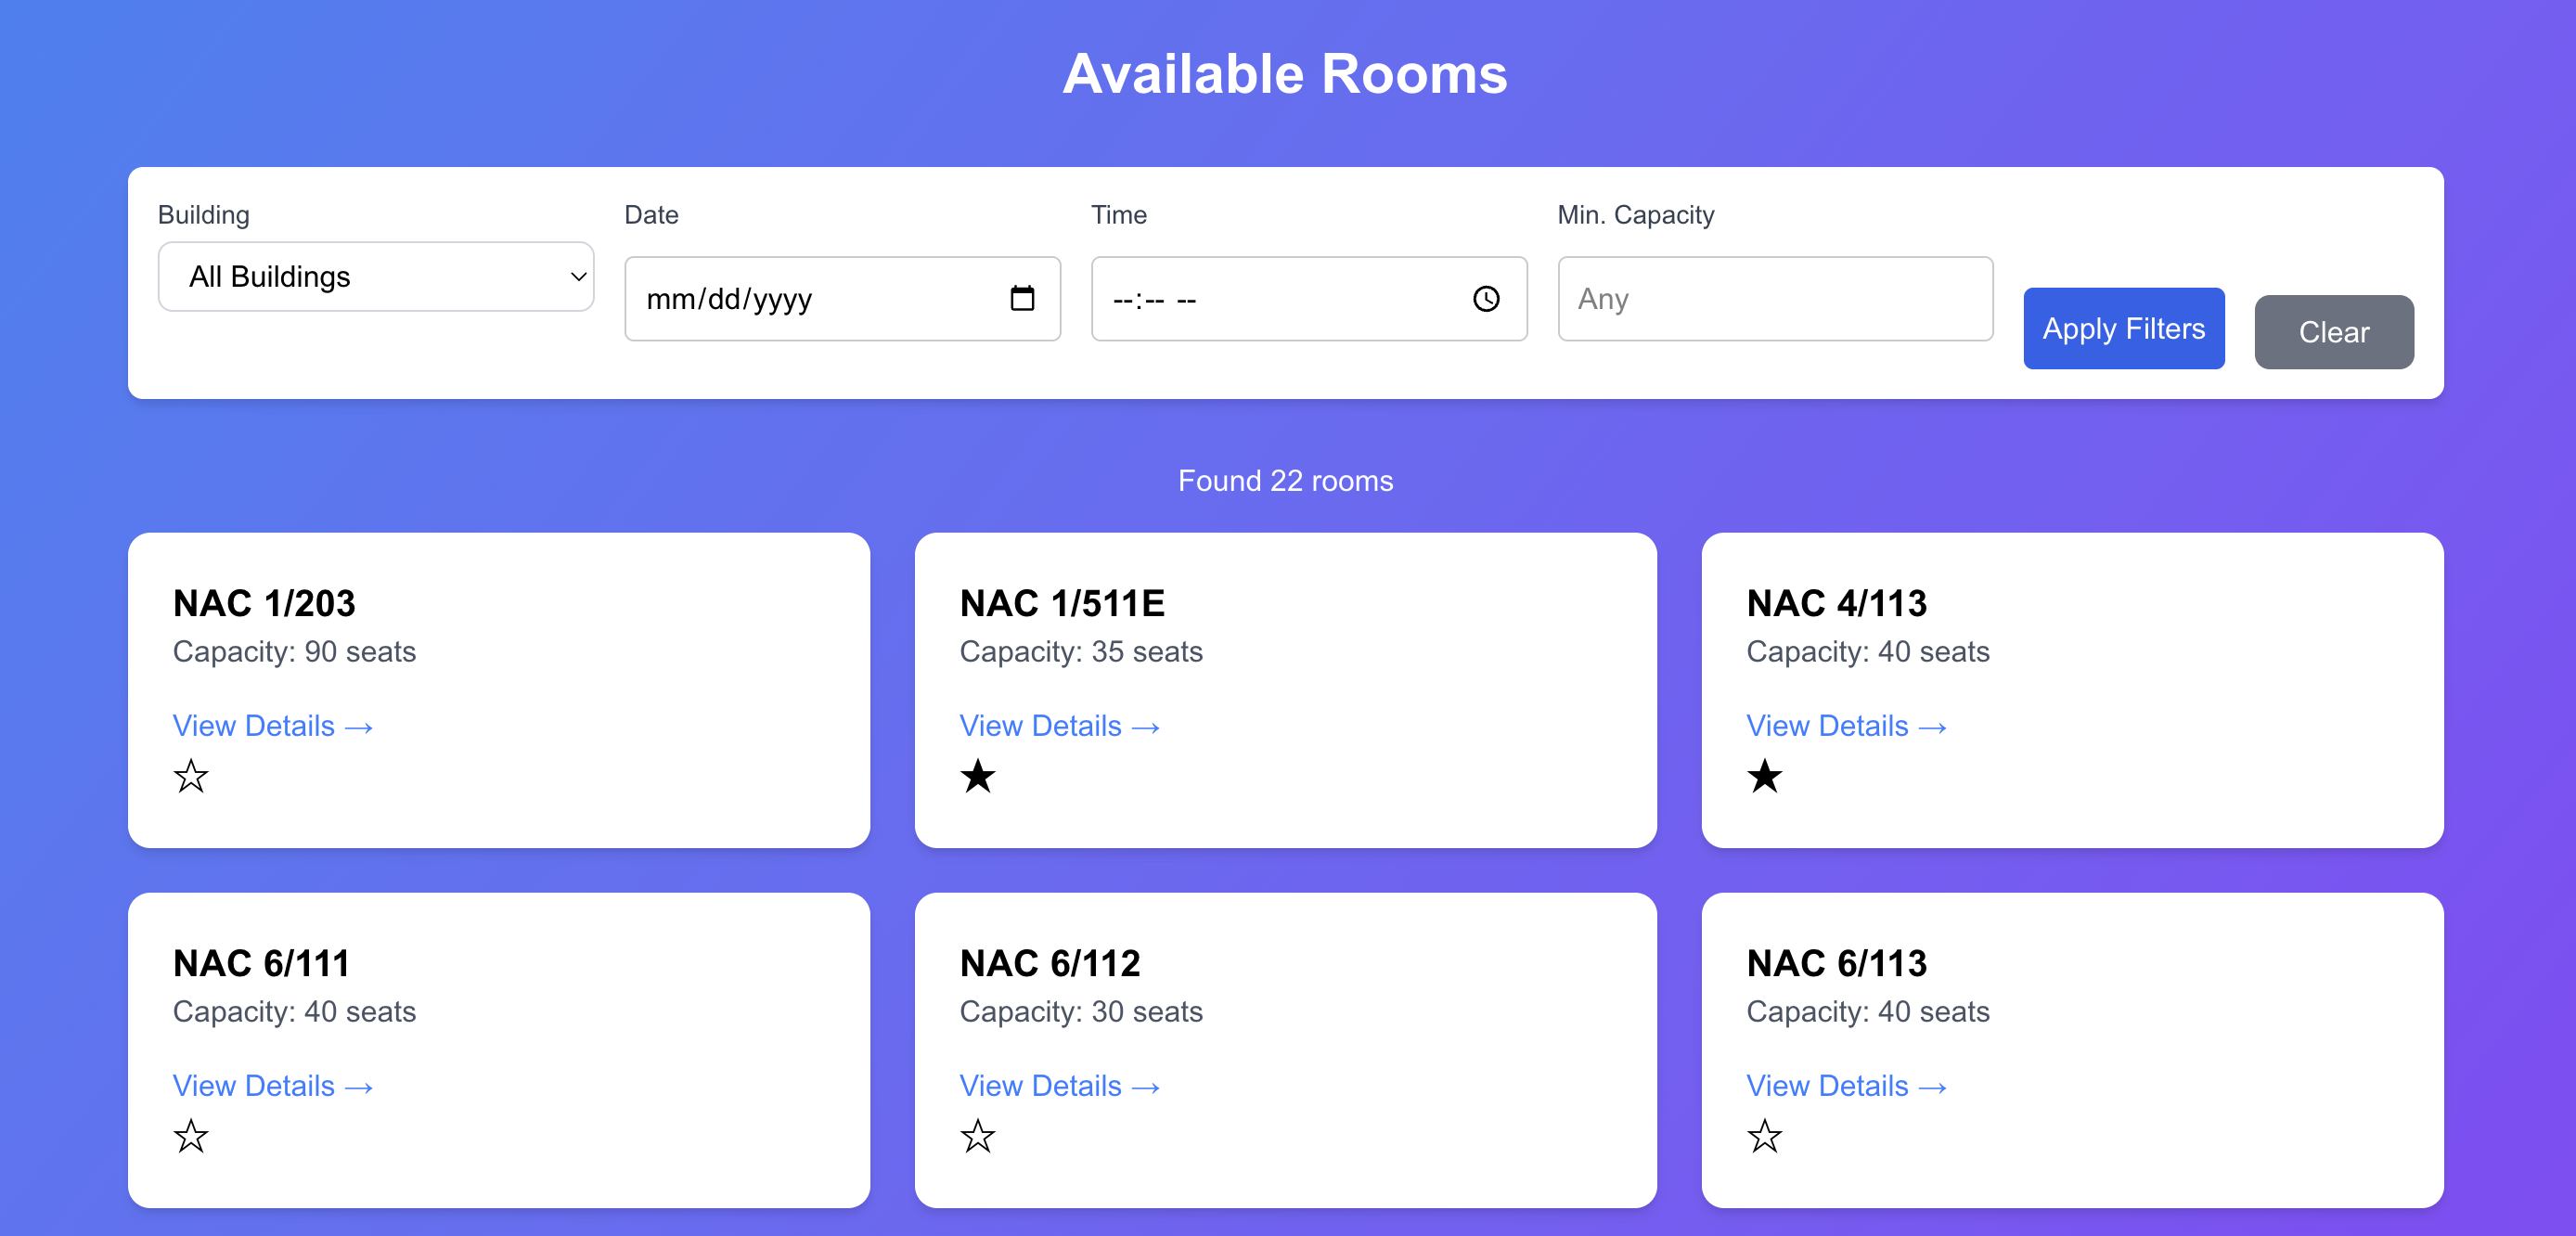 Available Rooms
Building
Date
Time
Min. Capacity
All Buildings
mm/dd/yyyy
--:-- --
Any
Apply Filters
Clear
Found 22 rooms
NAC 1/203
Capacity: 90 seats
View Details →
☆
NAC 1/511E
Capacity: 35 seats
View Details →
★
NAC 4/113
Capacity: 40 seats
View Details →
★
NAC 6/111
Capacity: 40 seats
View Details →
☆
NAC 6/112
Capacity: 30 seats
View Details →
☆
NAC 6/113
Capacity: 40 seats
View Details →
☆